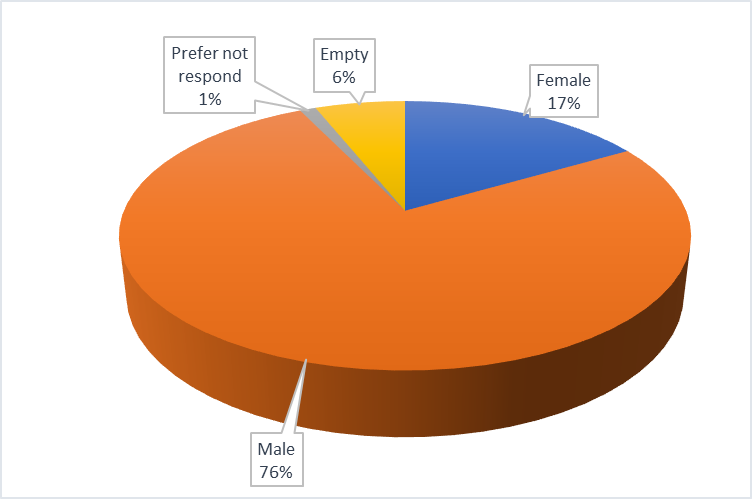 Prefer not
respond
1%
Empty
6%
Female
17%
Male
76%